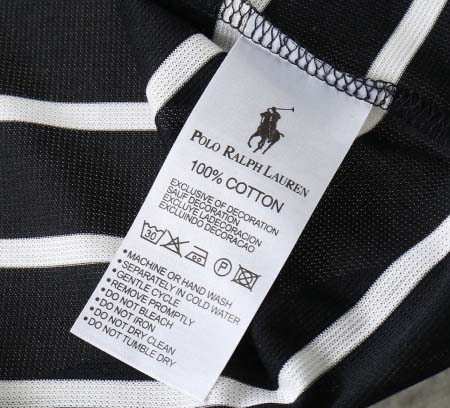 POLO RALPH LAUREN
100% COTTON
EXCLUSIVE OF DECORATION
SAUF DECORATION
EXCLUYE LADECORACION
EXCLUINDO DECORACAO
30 P
• MACHINE OR HAND WASH
• SEPARATELY IN COLD WATER
• GENTLE CYCLE
• REMOVE PROMPTLY
• DO NOT BLEACH
• DO NOT IRON
• DO NOT DRY CLEAN
• DO NOT TUMBLE DRY